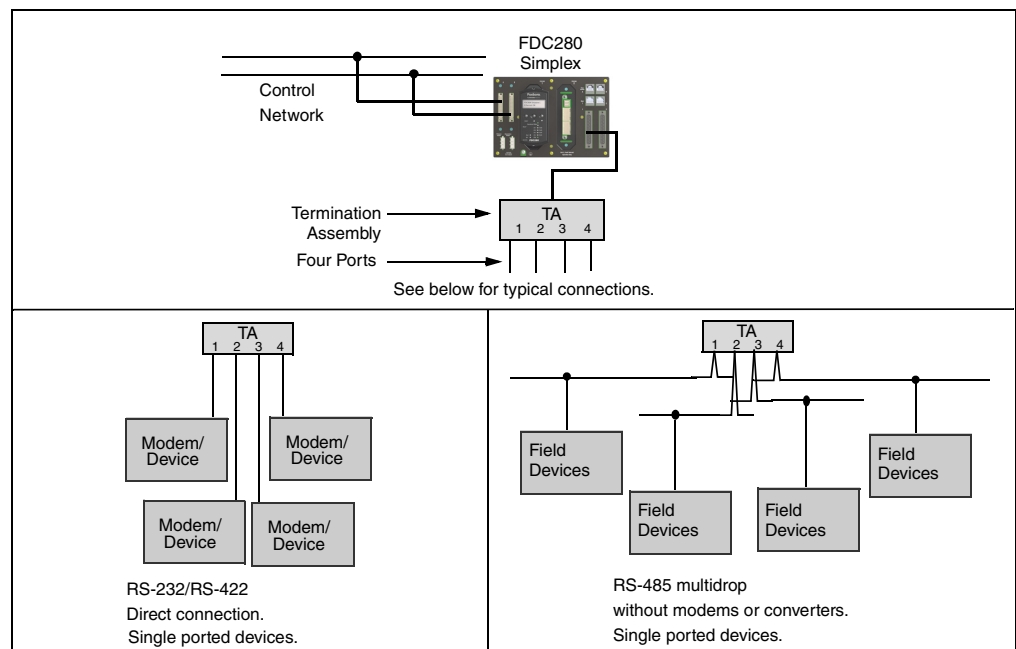 FDC280
Simplex
Control
Network
Termination
Assembly
TA
1 2 3 4
Four Ports
See below for typical connections.
TA
1 2 3 4
Modem/
Device
Modem/
Device
Modem/
Device
Modem/
Device
RS-232/RS-422
Direct connection.
Single ported devices.
TA
1 2 3 4
Field
Devices
Field
Devices
Field
Devices
Field
Devices
RS-485 multidrop
without modems or converters.
Single ported devices.